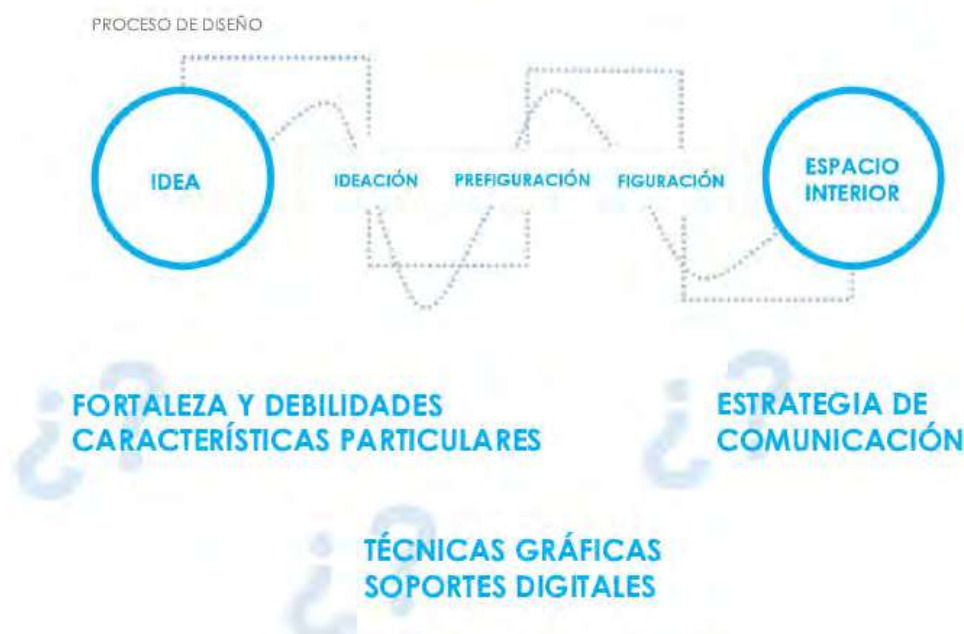 PROCESO DE DISEÑO
IDEA
IDEACIÓN
PREFIGURACIÓN
FIGURACIÓN
ESPACIO
INTERIOR
¿?
FORTALEZA Y DEBILIDADES
CARACTERÍSTICAS PARTICULARES
¿?
ESTRATEGIA DE
COMUNICACIÓN
¿?
TÉCNICAS GRÁFICAS
SOPORTES DIGITALES